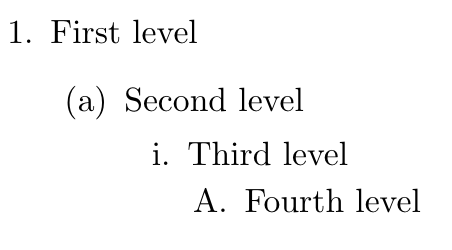 1. First level
(a) Second level
i. Third level
A. Fourth level